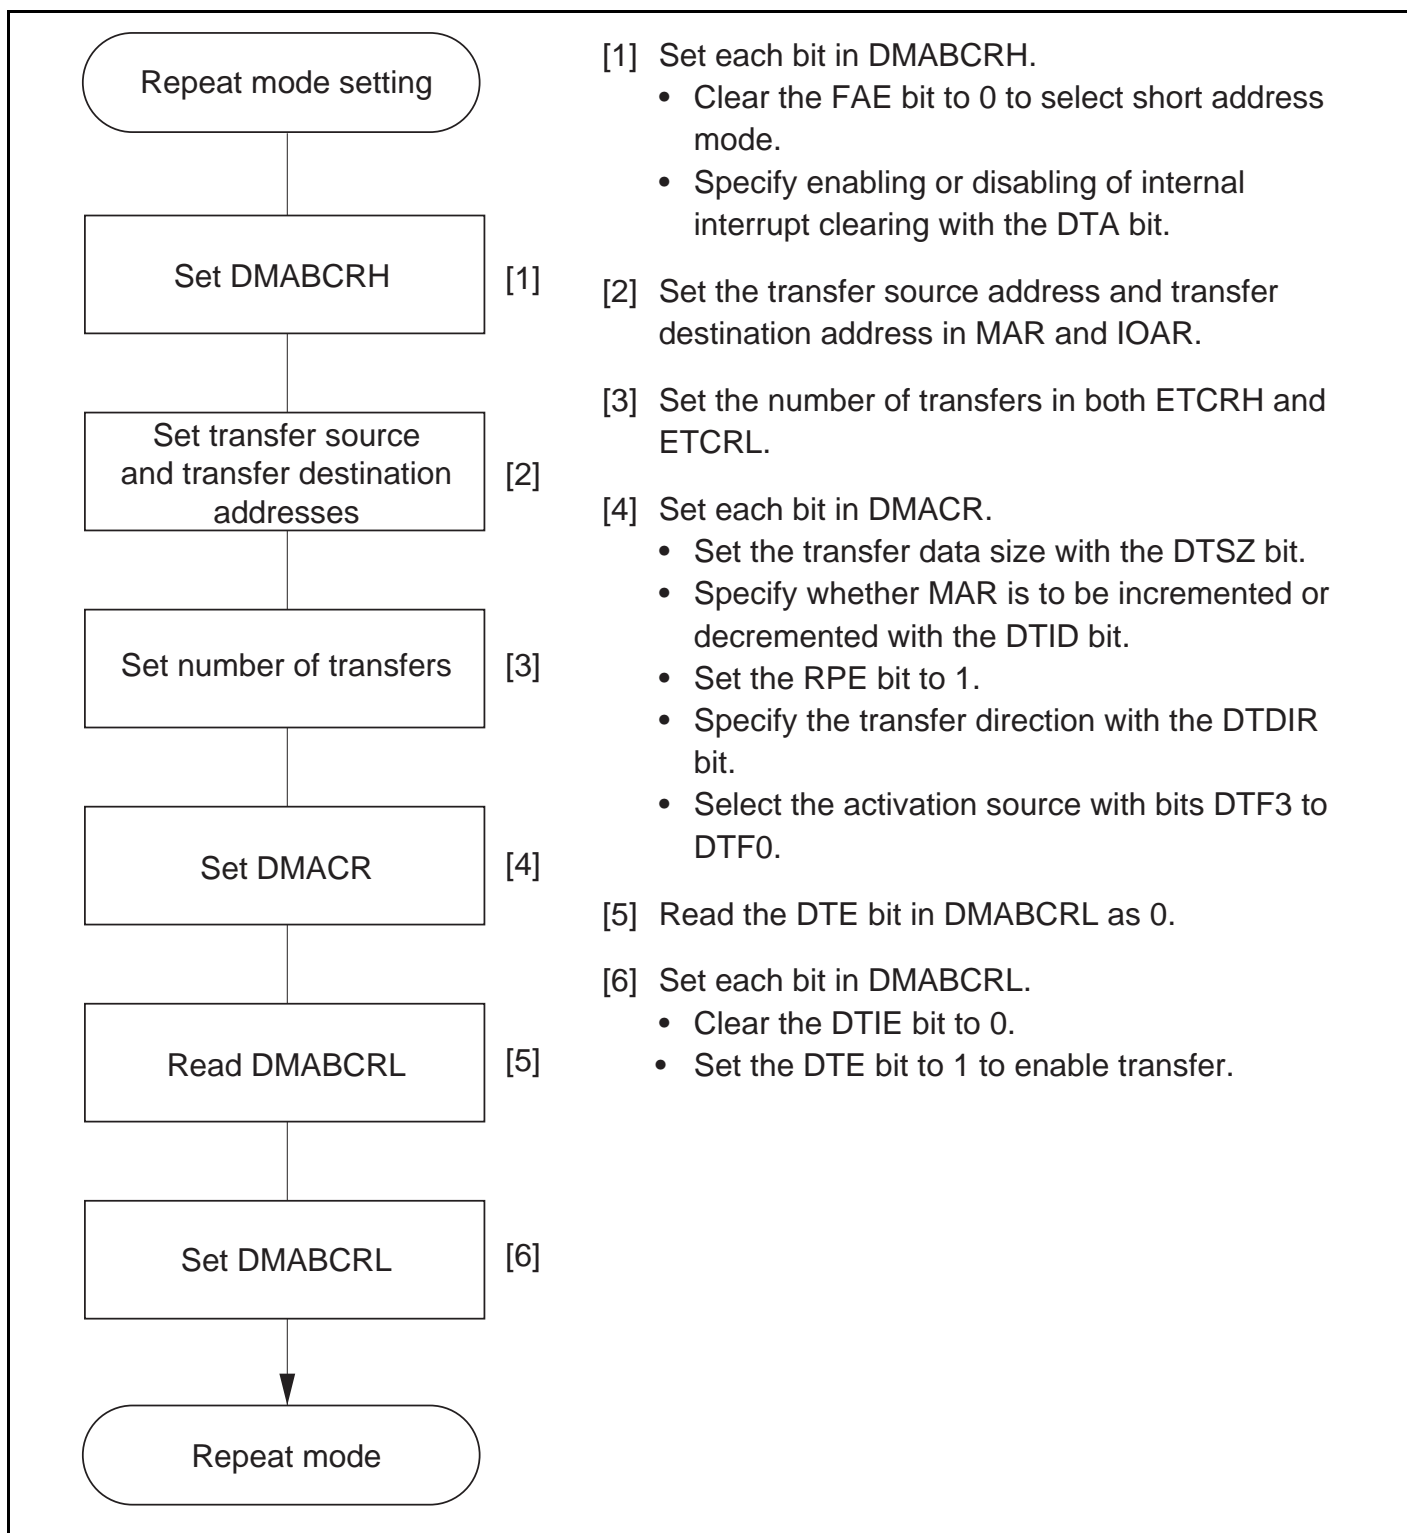 Repeat mode setting
Set DMABCRH
[1]
Set transfer source
and transfer destination
addresses
[2]
Set number of transfers
[3]
Set DMACR
[4]
Read DMABCRL
[5]
Set DMABCRL
[6]
Repeat mode
[1] Set each bit in DMABCRH.
• Clear the FAE bit to 0 to select short address
mode.
• Specify enabling or disabling of internal
interrupt clearing with the DTA bit.
[2] Set the transfer source address and transfer
destination address in MAR and IOAR.
[3] Set the number of transfers in both ETCRH and
ETCRL.
[4] Set each bit in DMACR.
• Set the transfer data size with the DTSZ bit.
• Specify whether MAR is to be incremented or
decremented with the DTID bit.
• Set the RPE bit to 1.
• Specify the transfer direction with the DTDIR
bit.
• Select the activation source with bits DTF3 to
DTF0.
[5] Read the DTE bit in DMABCRL as 0.
[6] Set each bit in DMABCRL.
• Clear the DTIE bit to 0.
• Set the DTE bit to 1 to enable transfer.